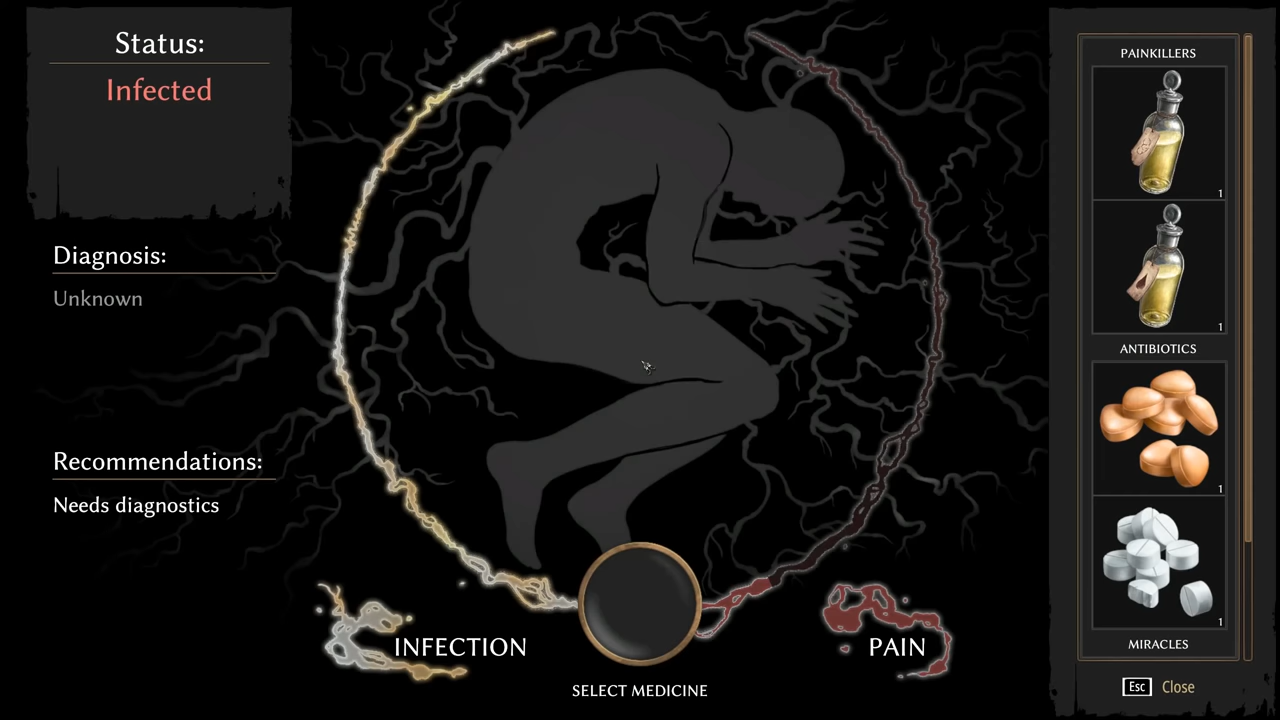 Status:
Infected
Diagnosis:
Unknown
Recommendations:
Needs diagnostics
INFECTION
PAIN
SELECT MEDICINE
PAINKILLERS
1
1
ANTIBIOTICS
1
1
MIRACLES
Esc Close